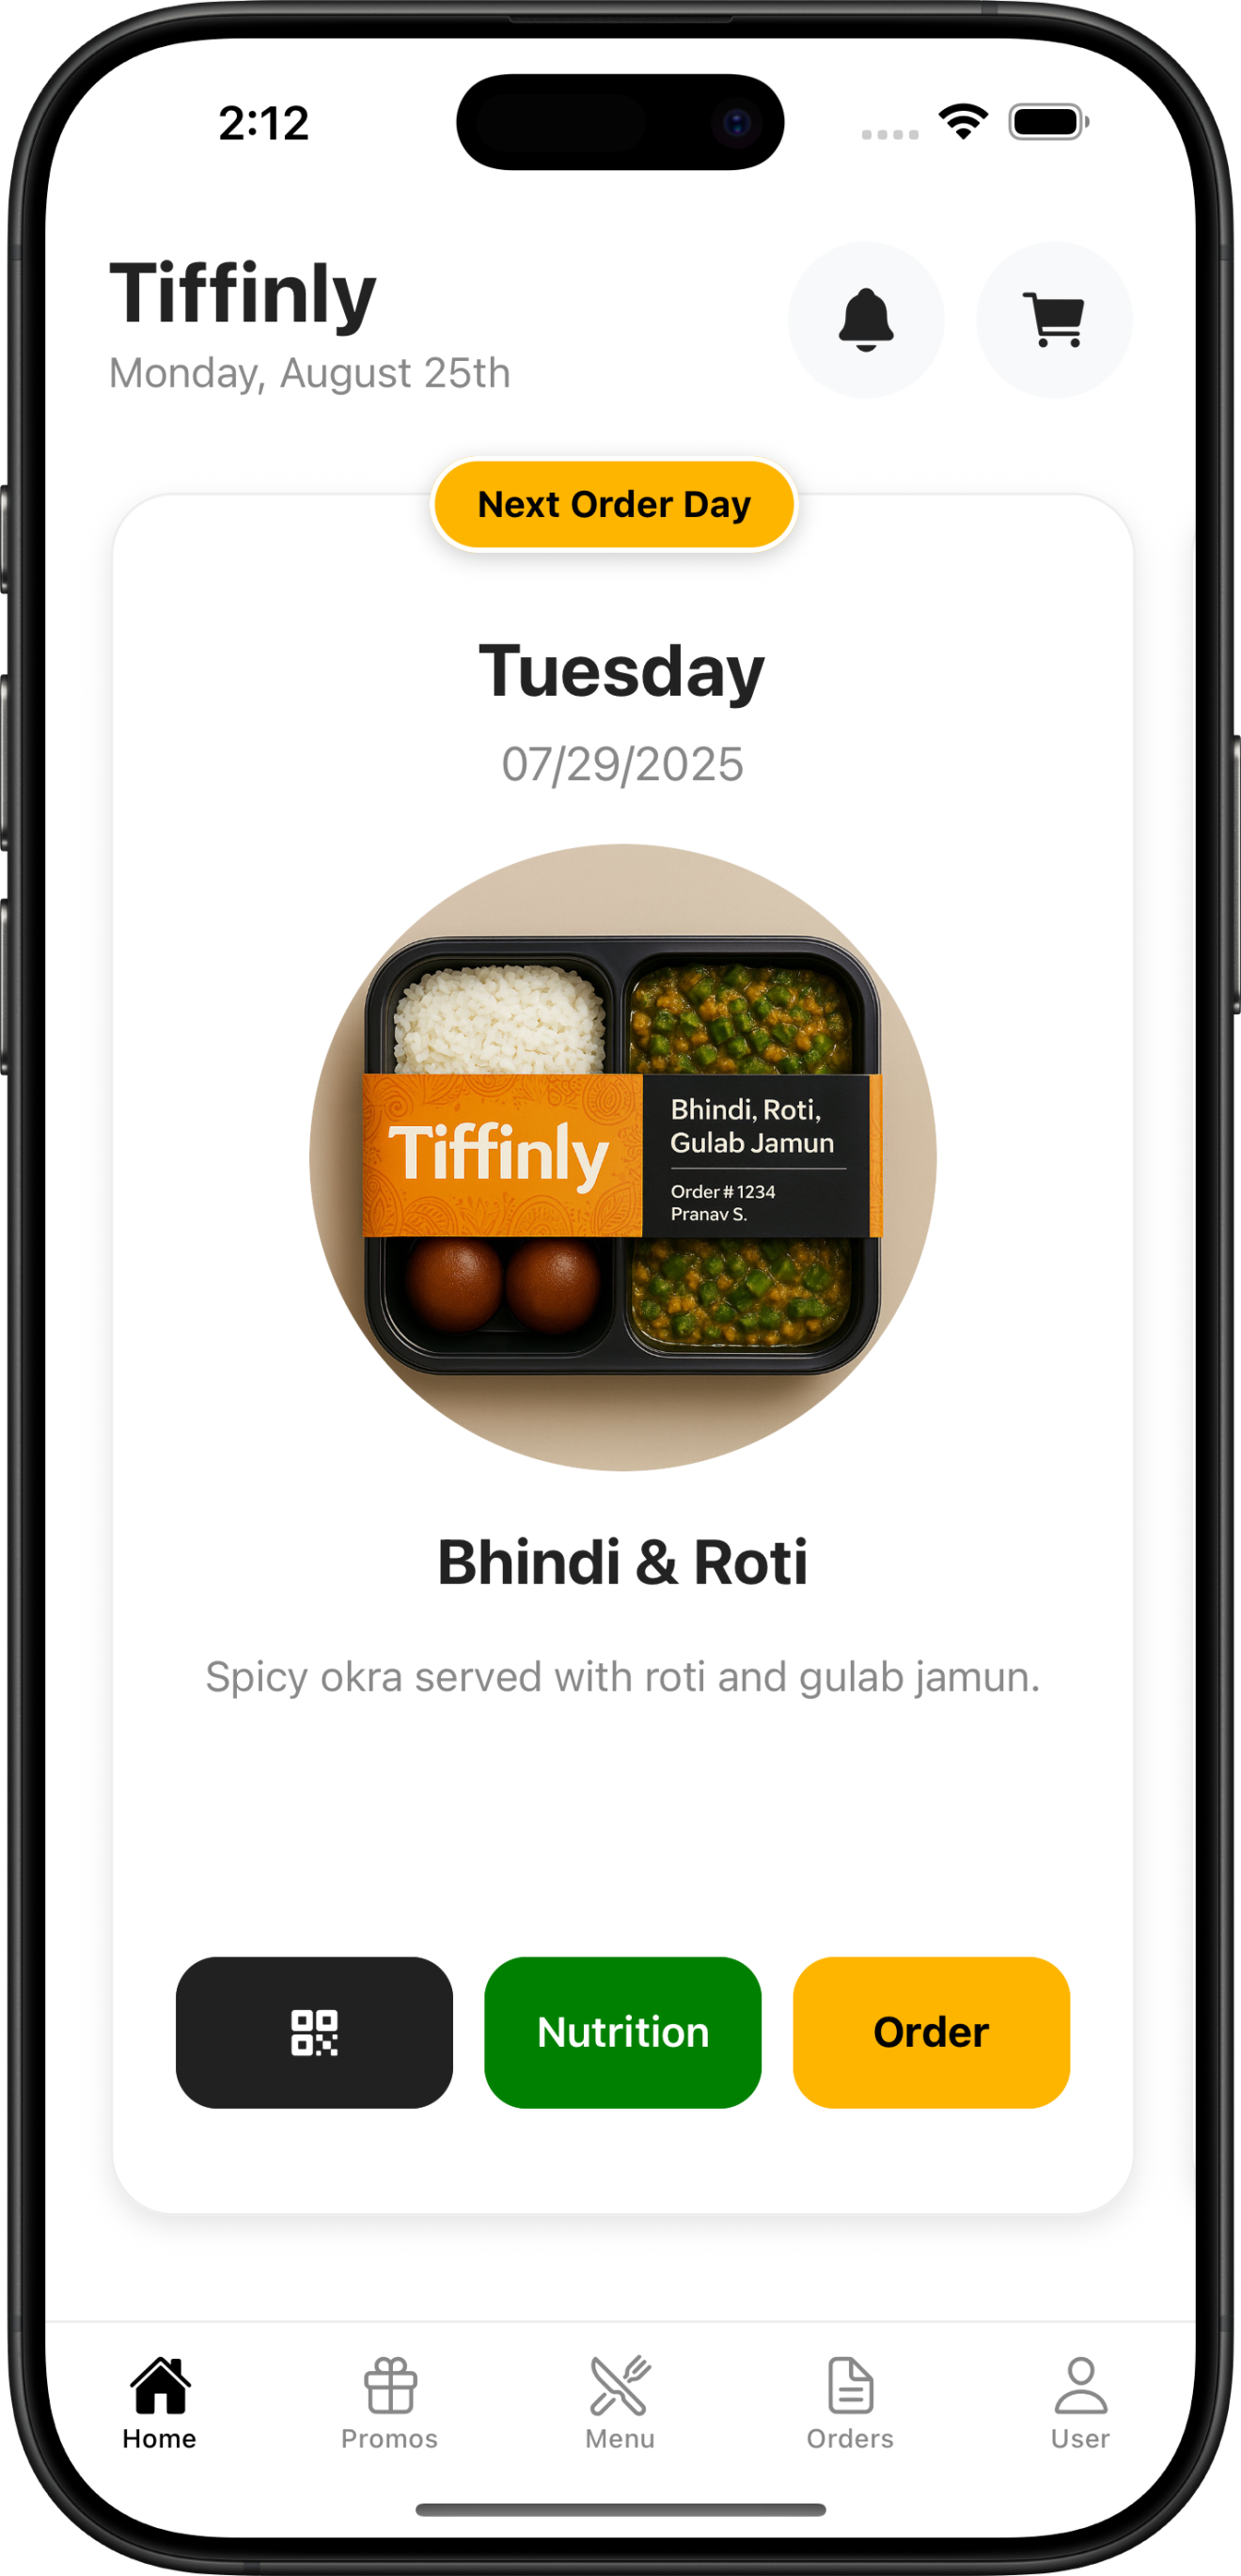 2:12
Tiffinly
Monday, August 25th
Next Order Day
Tuesday
07/29/2025
Tiffinly
Bhindi, Roti,
Gulab Jamun
Order # 1234
Pranav S.
Bhindi & Roti
Spicy okra served with roti and gulab jamun.
Nutrition
Order
Home
Promos
Menu
Orders
User